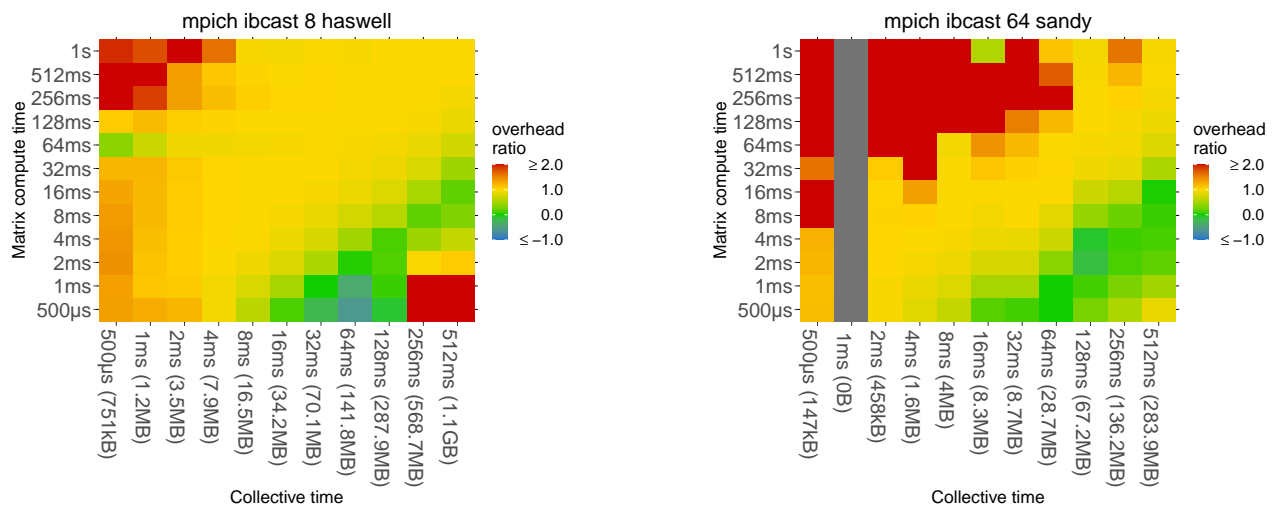 mpich ibcast 8 haswell
1s
512ms
256ms
128ms
64ms
32ms
16ms
8ms
4ms
2ms
1ms
500µs
Matrix compute time
500µs (751kB)
1ms (1.2MB)
2ms (3.5MB)
4ms (7.9MB)
8ms (16.5MB)
16ms (34.2MB)
32ms (70.1MB)
64ms (141.8MB)
128ms (287.9MB)
256ms (568.7MB)
512ms (1.1GB)
Collective time
overhead
ratio
≥ 2.0
1.0
0.0
≤ −1.0
mpich ibcast 64 sandy
1s
512ms
256ms
128ms
64ms
32ms
16ms
8ms
4ms
2ms
1ms
500µs
Matrix compute time
500µs (147kB)
1ms (0B)
2ms (458kB)
4ms (1.6MB)
8ms (4MB)
16ms (8.3MB)
32ms (8.7MB)
64ms (28.7MB)
128ms (67.2MB)
256ms (136.2MB)
512ms (283.9MB)
Collective time
overhead
ratio
≥ 2.0
1.0
0.0
≤ −1.0